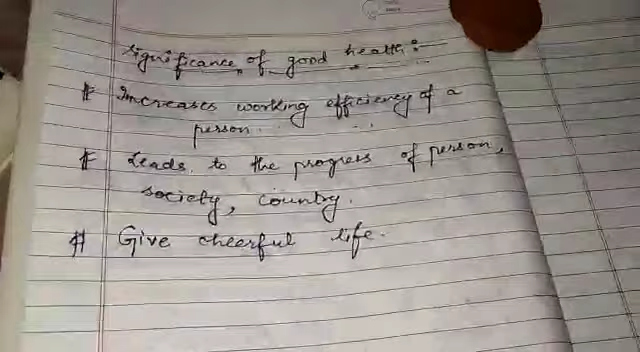 Significance of good health:-
# Increases working efficiency of a
person.
# Leads to the progress of person,
society, country.
# Give cheerful life.